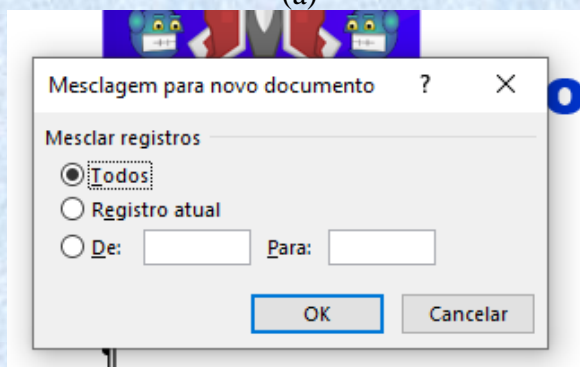 (a)
Mesclagem para novo documento ? ×
Mesclar registros
Todos
Registro atual
De: Para:
OK Cancelar
o
¶